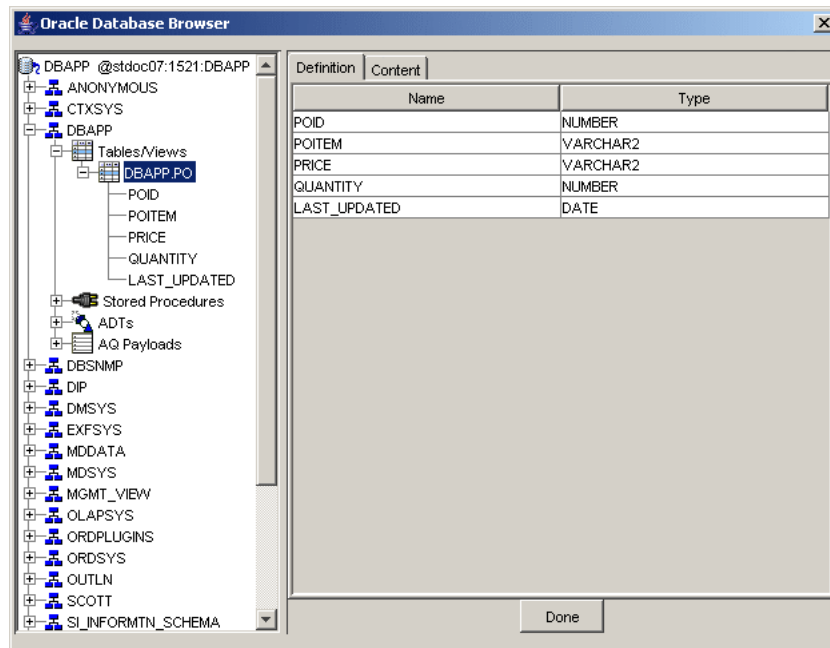 Oracle Database Browser
DBAPP @stdoc07:1521:DBAPP
ANONYMOUS
CTXSYS
DBAPP
Tables/Views
DBAPP.PO
POID
POITEM
PRICE
QUANTITY
LAST_UPDATED
Stored Procedures
ADTs
AQ Payloads
DBSNMP
DIP
DMSYS
EXFSYS
MDDATA
MDSYS
MGMT_VIEW
OLAPSYS
ORDPLUGINS
ORDSYS
OUTLN
SCOTT
SI_INFORMTN_SCHEMA
Definition Content
Name Type
POID NUMBER
POITEM VARCHAR2
PRICE VARCHAR2
QUANTITY NUMBER
LAST_UPDATED DATE
Done